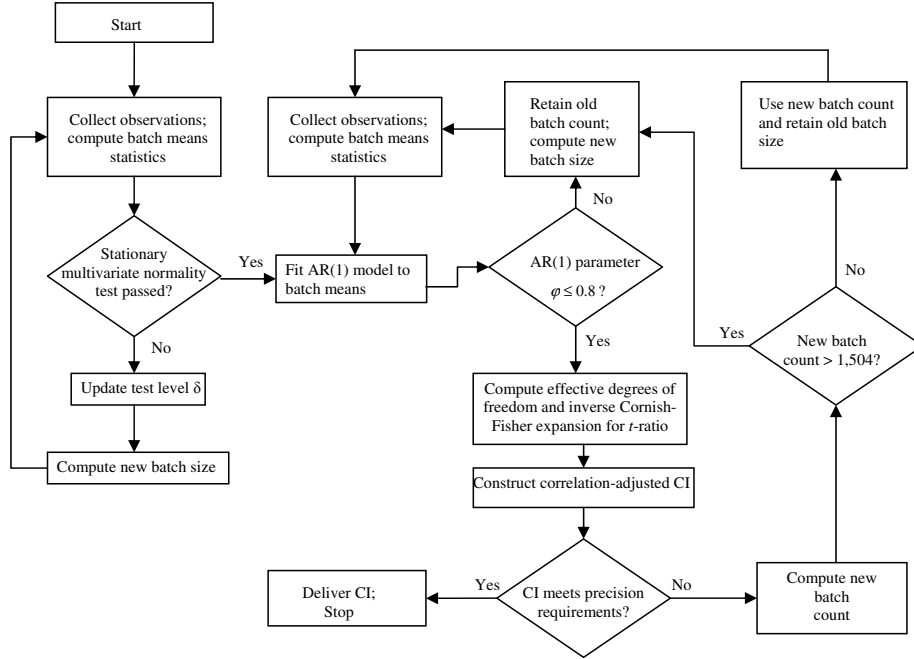 Start
Collect observations;
compute batch means
statistics
Stationary
multivariate normality
test passed?
Yes
No
Update test level δ
Compute new batch size
Collect observations;
compute batch means
statistics
Fit AR(1) model to
batch means
Retain old
batch count;
compute new
batch size
No
AR(1) parameter
φ ≤ 0.8 ?
Yes
Compute effective degrees of
freedom and inverse Cornish-
Fisher expansion for t-ratio
Construct correlation-adjusted CI
CI meets precision
requirements?
Yes
Deliver CI;
Stop
No
Compute new
batch
count
New batch
count > 1,504?
Yes
No
Use new batch count
and retain old batch
size